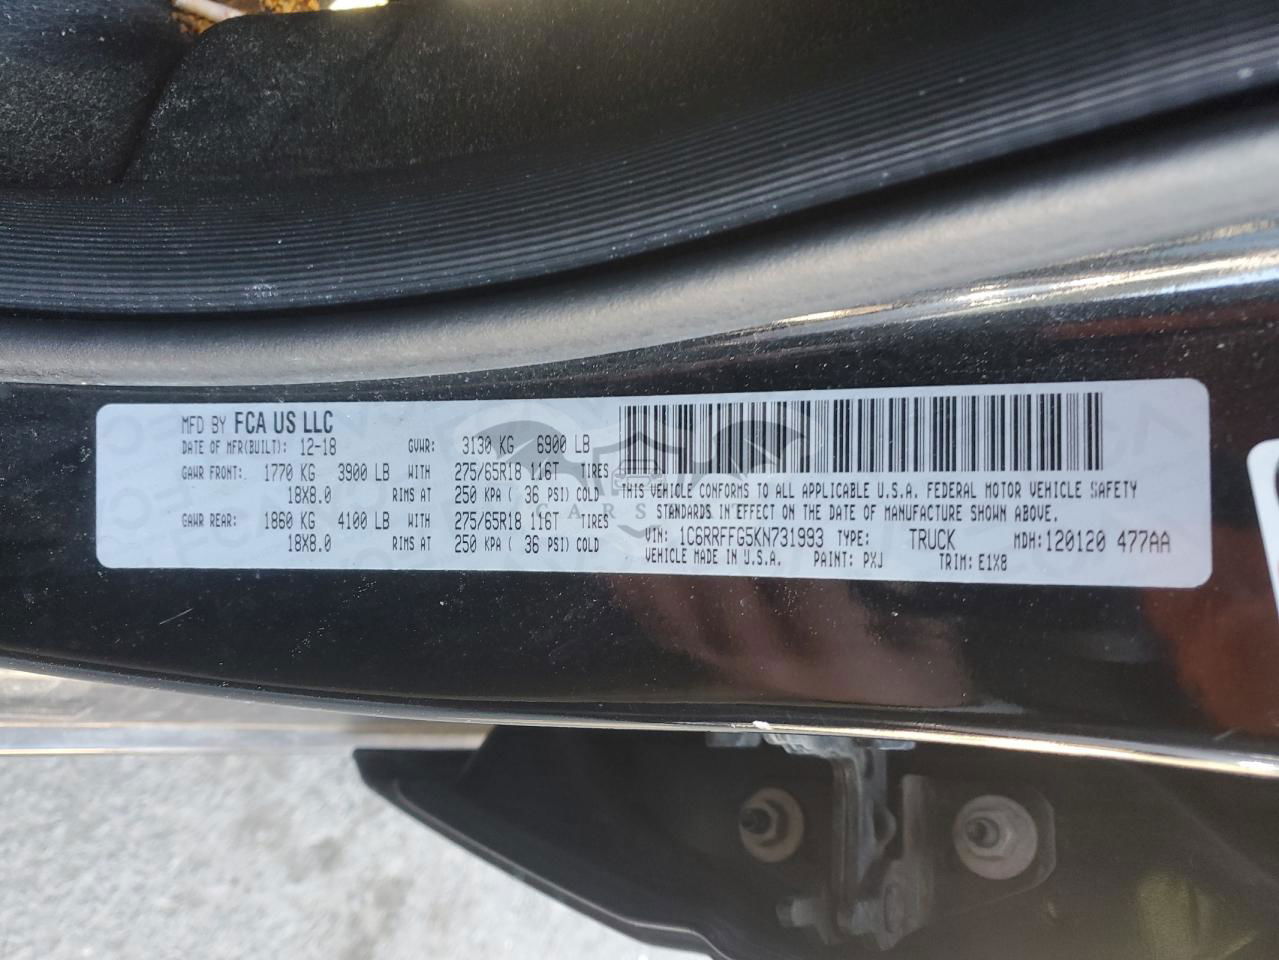 MFD BY FCA US LLC
DATE OF MFR(BUILT): 12-18 GVWR: 3130 KG 6900 LB
GAWR FRONT: 1770 KG 3900 LB WITH 275/65R18 116T TIRES
18X8.0 RIMS AT 250 KPA ( 36 PSI) COLD
GAWR REAR: 1860 KG 4100 LB WITH 275/65R18 116T TIRES
18X8.0 RIMS AT 250 KPA ( 36 PSI) COLD
THIS VEHICLE CONFORMS TO ALL APPLICABLE U.S.A. FEDERAL MOTOR VEHICLE SAFETY
STANDARDS IN EFFECT ON THE DATE OF MANUFACTURE SHOWN ABOVE.
VIN: 1C6RRFFG5KN731993 TYPE: TRUCK MDH: 120120 477AA
VEHICLE MADE IN U.S.A. PAINT: PXJ TRIM: E1X8
CARS